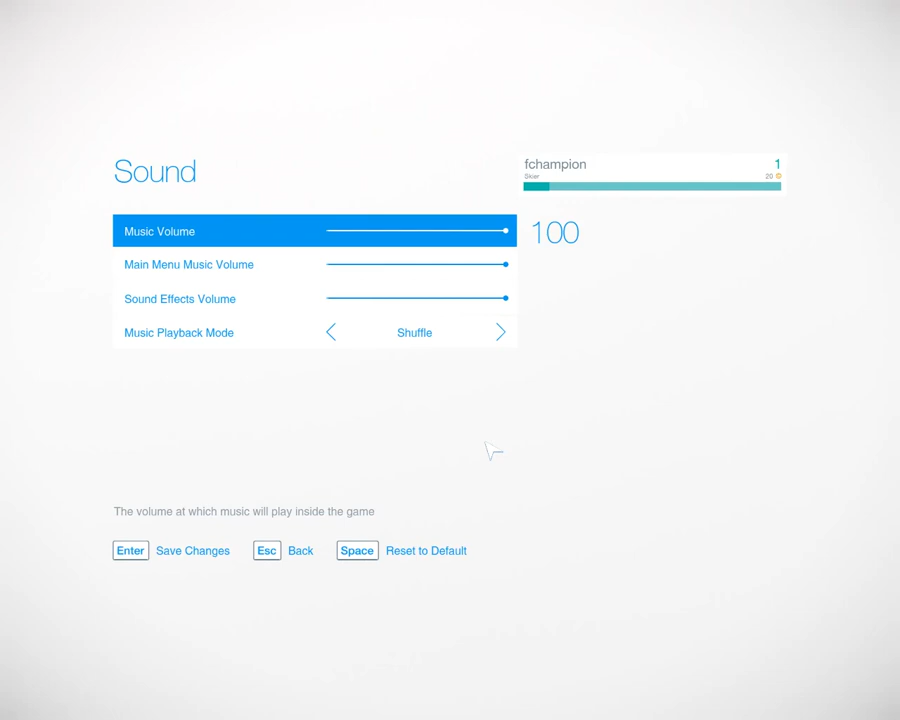 Sound
fchampion 1
Skier 20
Music Volume 100
Main Menu Music Volume
Sound Effects Volume
Music Playback Mode Shuffle
The volume at which music will play inside the game
Enter Save Changes Esc Back Space Reset to Default